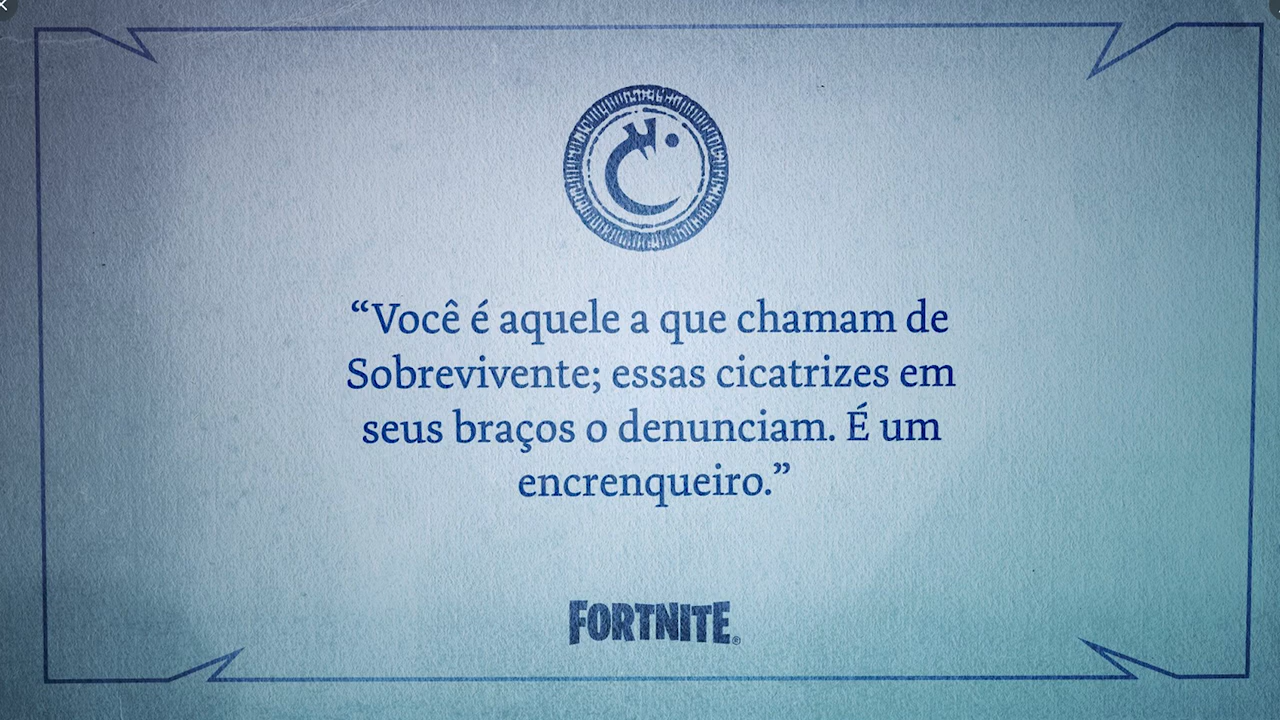 “Você é aquele a que chamam de
Sobrevivente; essas cicatrizes em
seus braços o denunciam. É um
encrenqueiro.”
FORTNITE®